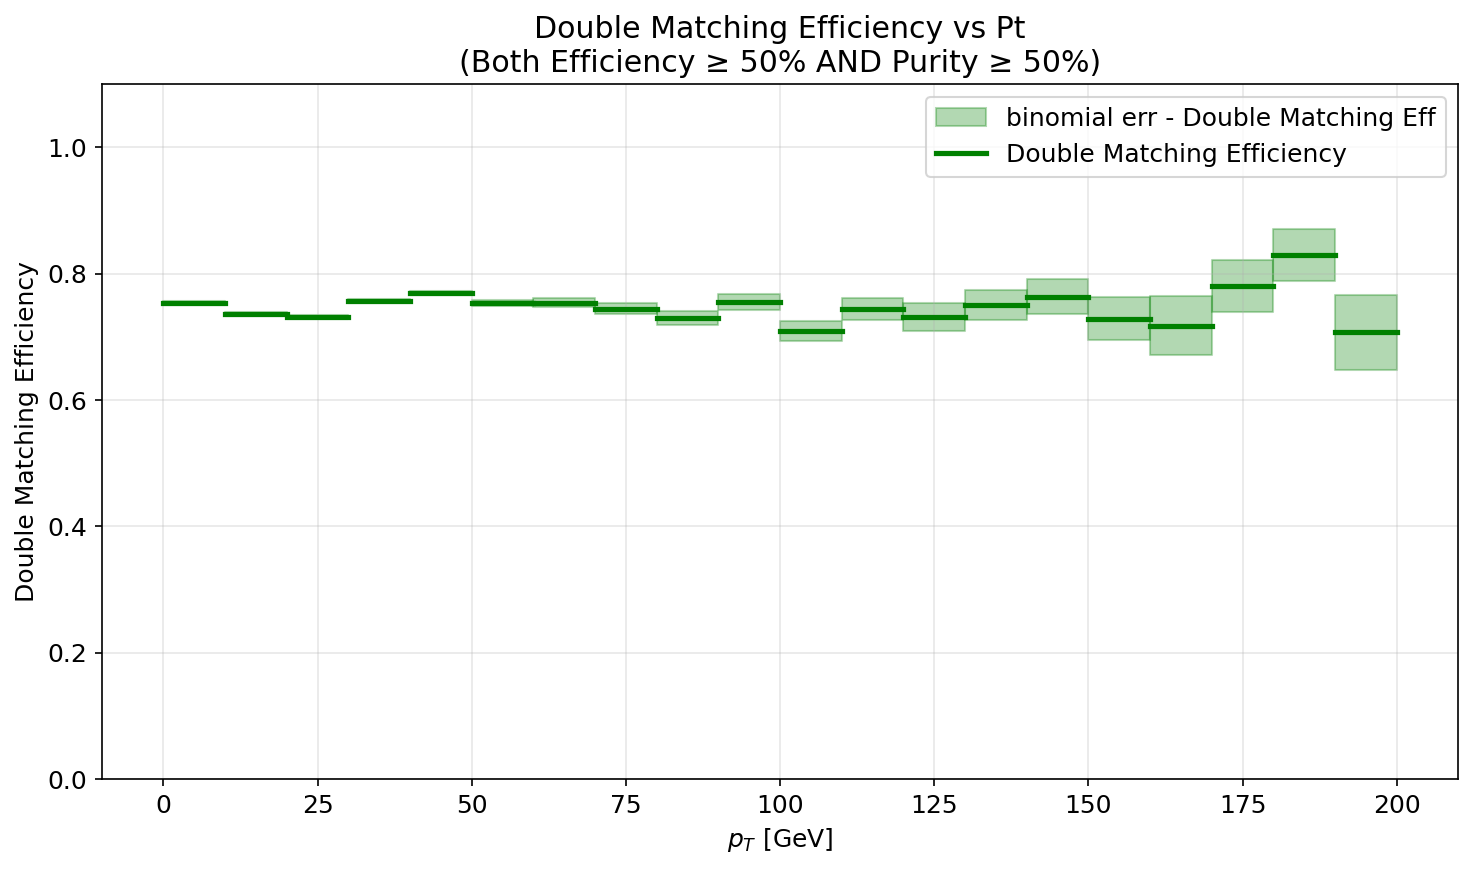 Double Matching Efficiency vs Pt
(Both Efficiency ≥ 50% AND Purity ≥ 50%)
binomial err - Double Matching Eff
Double Matching Efficiency
Double Matching Efficiency
1.0
0.8
0.6
0.4
0.2
0.0
0 25 50 75 100 125 150 175 200
p_T [GeV]